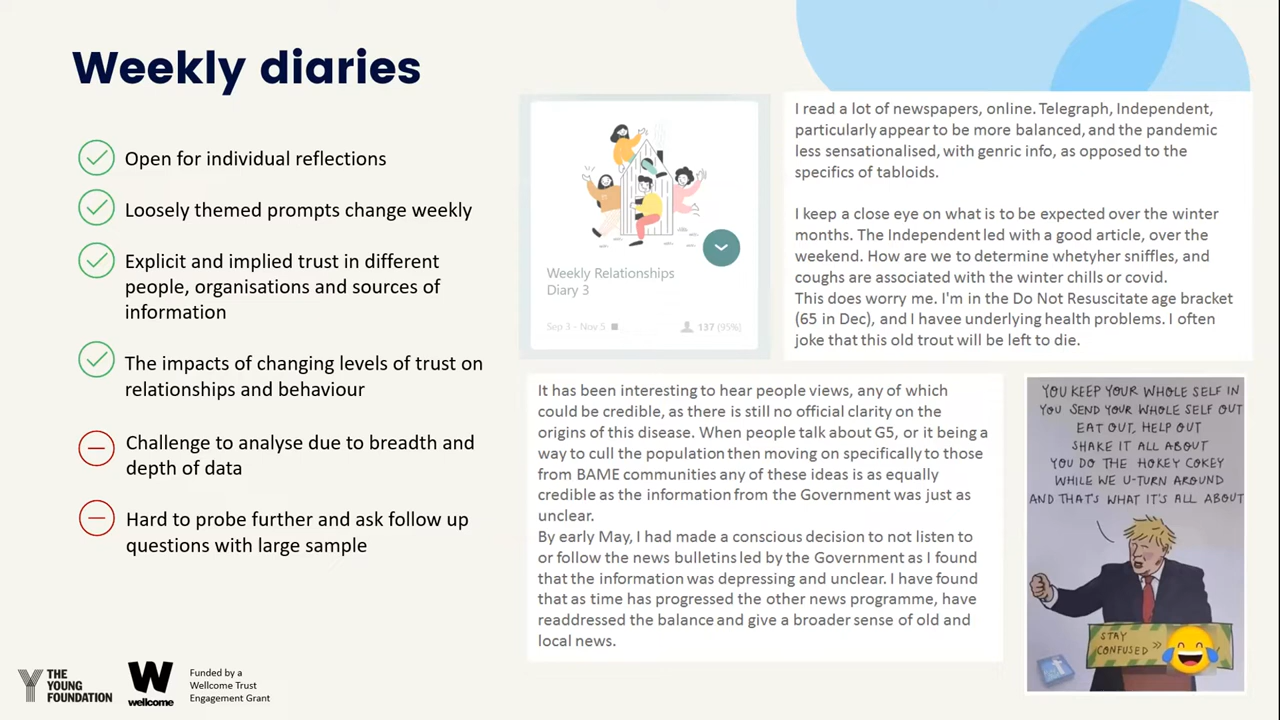 Weekly diaries
Open for individual reflections
Loosely themed prompts change weekly
Explicit and implied trust in different
people, organisations and sources of
information
The impacts of changing levels of trust on
relationships and behaviour
Challenge to analyse due to breadth and
depth of data
Hard to probe further and ask follow up
questions with large sample
Weekly Relationships
Diary 3
Sep 3 - Nov 5
137 (95%)
I read a lot of newspapers, online. Telegraph, Independent,
particularly appear to be more balanced, and the pandemic
less sensationalised, with genric info, as opposed to the
specifics of tabloids.
I keep a close eye on what is to be expected over the winter
months. The Independent led with a good article, over the
weekend. How are we to determine whetyher sniffles, and
coughs are associated with the winter chills or covid.
This does worry me. I'm in the Do Not Resuscitate age bracket
(65 in Dec), and I havee underlying health problems. I often
joke that this old trout will be left to die.
It has been interesting to hear people views, any of which
could be credible, as there is still no official clarity on the
origins of this disease. When people talk about G5, or it being a
way to cull the population then moving on specifically to those
from BAME communities any of these ideas is as equally
credible as the information from the Government was just as
unclear.
By early May, I had made a conscious decision to not listen to
or follow the news bulletins led by the Government as I found
that the information was depressing and unclear. I have found
that as time has progressed the other news programme, have
readdressed the balance and give a broader sense of old and
local news.
YOU KEEP YOUR WHOLE SELF IN
YOU SEND YOUR WHOLE SELF OUT
EAT OUT, HELP OUT
SHAKE IT ALL ABOUT
YOU DO THE HOKEY COKEY
WHILE WE U-TURN AROUND
AND THAT'S WHAT IT'S ALL ABOUT
STAY
CONFUSED »
THE
YOUNG
FOUNDATION
W
wellcome
Funded by a
Wellcome Trust
Engagement Grant